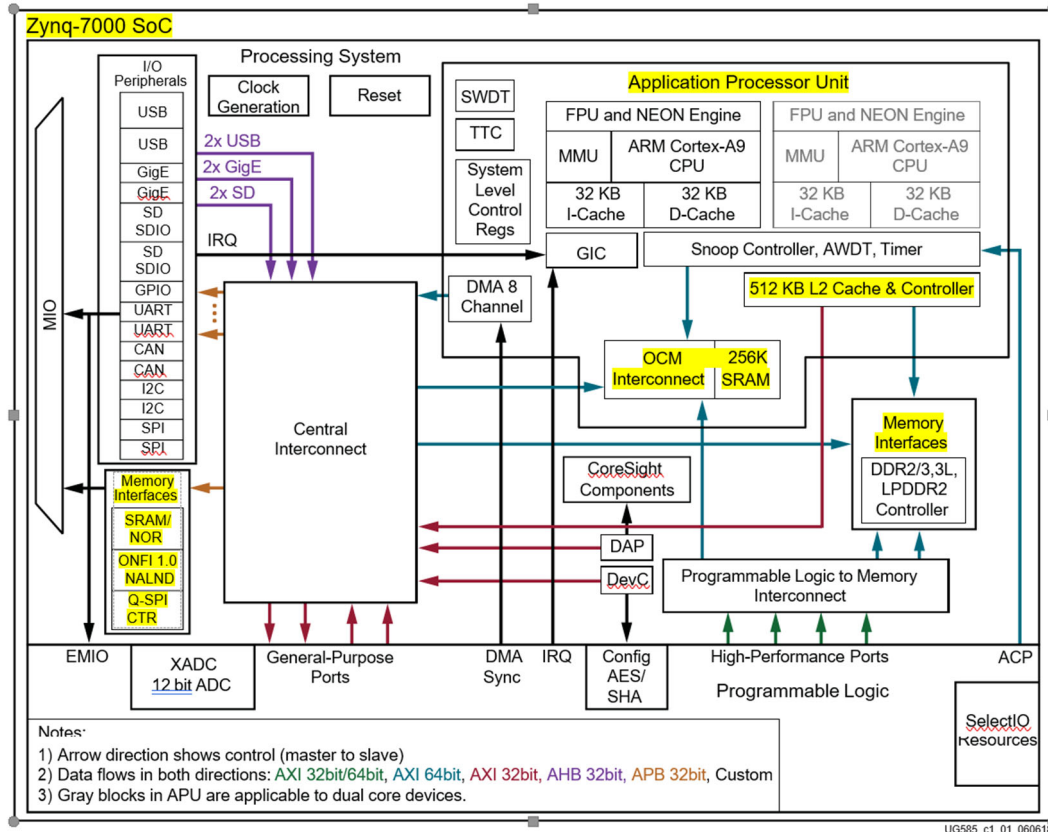 Zynq-7000 SoC
Processing System
I/O
Peripherals
USB
USB
GigE
GigE
SD
SDIO
SD
SDIO
GPIO
UART
UART
CAN
CAN
I2C
I2C
SPI
SPI
MIO
Clock
Generation
Reset
2x USB
2x GigE
2x SD
IRQ
SWDT
TTC
System
Level
Control
Regs
Application Processor Unit
FPU and NEON Engine
MMU
ARM Cortex-A9
CPU
32 KB
I-Cache
32 KB
D-Cache
FPU and NEON Engine
MMU
ARM Cortex-A9
CPU
32 KB
I-Cache
32 KB
D-Cache
GIC
Snoop Controller, AWDT, Timer
DMA 8
Channel
512 KB L2 Cache & Controller
OCM
Interconnect
256K
SRAM
Central
Interconnect
Memory
Interfaces
DDR2/3,3L,
LPDDR2
Controller
CoreSight
Components
DAP
DevC
Programmable Logic to Memory
Interconnect
Memory
Interfaces
SRAM/
NOR
ONFI 1.0
NALND
Q-SPI
CTR
EMIO
XADC
12 bit ADC
General-Purpose
Ports
DMA
Sync
IRQ
Config
AES/
SHA
High-Performance Ports
ACP
Programmable Logic
SelectIO
Resources
Notes:
1) Arrow direction shows control (master to slave)
2) Data flows in both directions: AXI 32bit/64bit, AXI 64bit, AXI 32bit, AHB 32bit, APB 32bit, Custom
3) Gray blocks in APU are applicable to dual core devices.
UG585_c1_01_060618